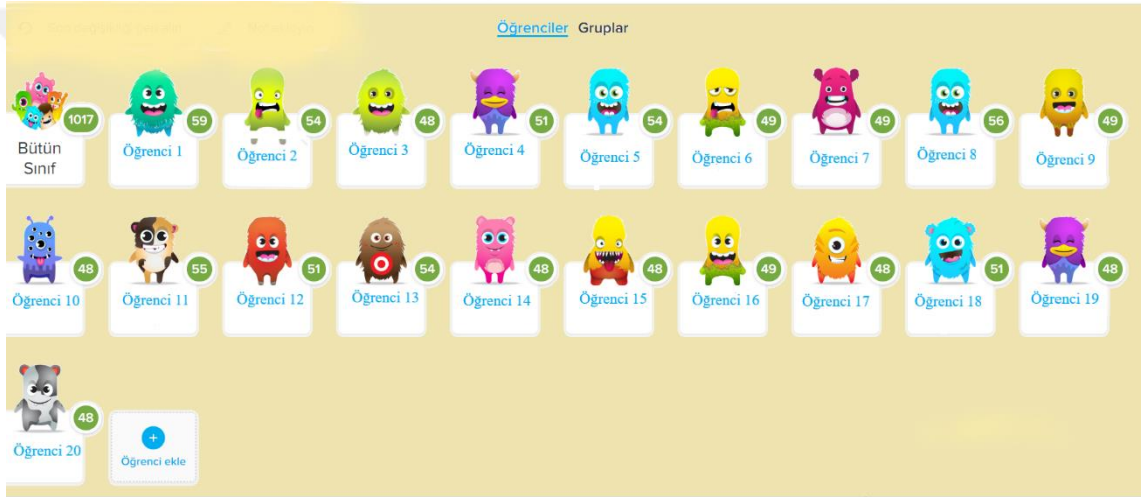 Öğrenciler Gruplar
1017 59 54 48 51 54 49 49 56 49
Bütün
Sınıf
Öğrenci 1 Öğrenci 2 Öğrenci 3 Öğrenci 4 Öğrenci 5 Öğrenci 6 Öğrenci 7 Öğrenci 8 Öğrenci 9
48 55 51 54 48 48 49 48 51 48
Öğrenci 10 Öğrenci 11 Öğrenci 12 Öğrenci 13 Öğrenci 14 Öğrenci 15 Öğrenci 16 Öğrenci 17 Öğrenci 18 Öğrenci 19
48
Öğrenci 20
+
Öğrenci ekle